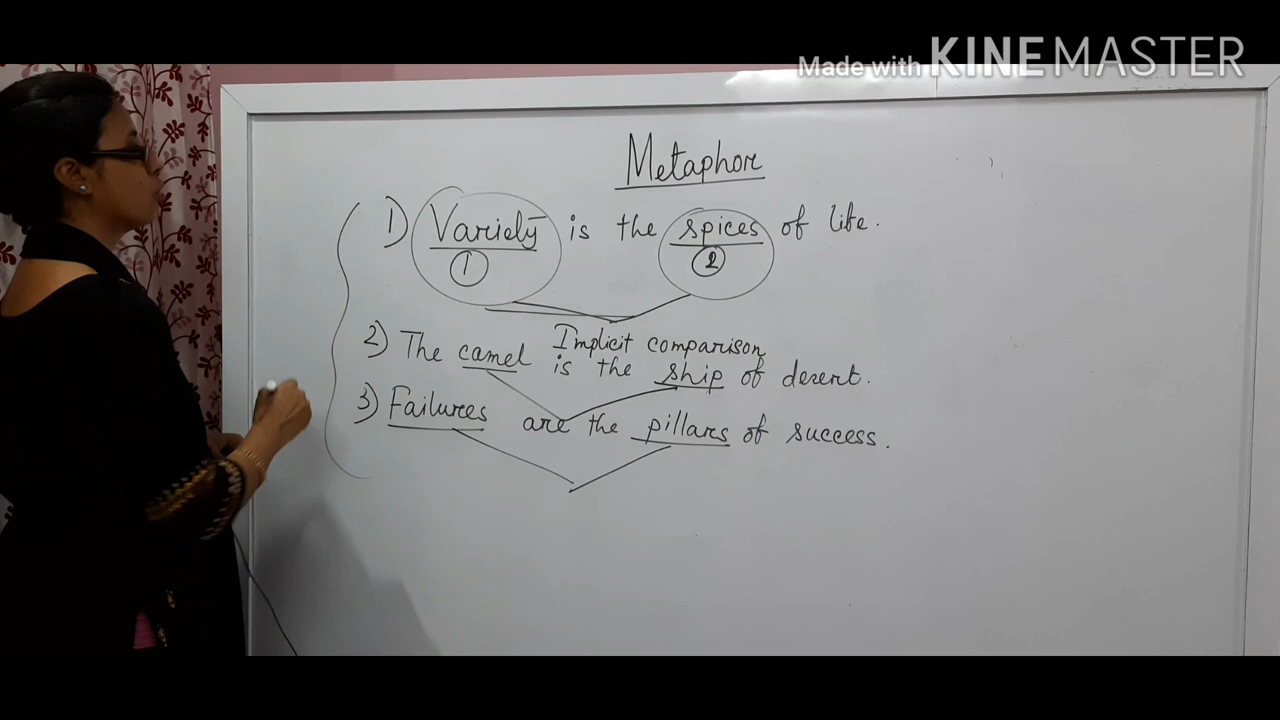 Made with KINEMASTER
Metaphor
1) Variety is the spices of life.
① ②
Implicit comparison
2) The camel is the ship of desert.
3) Failures are the pillars of success.